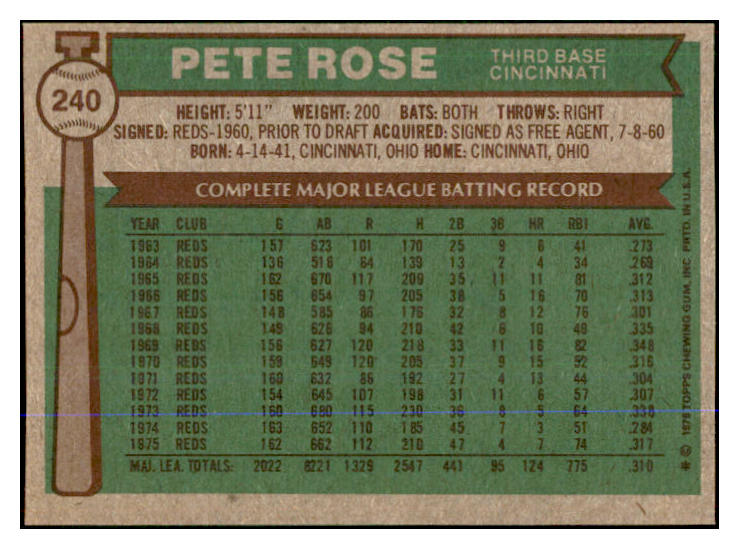 PETE ROSE
THIRD BASE
CINCINNATI
240
HEIGHT: 5'11" WEIGHT: 200 BATS: BOTH THROWS: RIGHT
SIGNED: REDS-1960, PRIOR TO DRAFT ACQUIRED: SIGNED AS FREE AGENT, 7-8-60
BORN: 4-14-41, CINCINNATI, OHIO HOME: CINCINNATI, OHIO
COMPLETE MAJOR LEAGUE BATTING RECORD
YEAR CLUB G AB R H 2B 3B HR RBI AVG.
1963 REDS 157 623 101 170 25 9 6 41 .273
1964 REDS 136 516 64 139 13 2 4 34 .269
1965 REDS 162 670 117 209 35 11 11 81 .312
1966 REDS 156 654 97 205 38 5 16 70 .313
1967 REDS 148 585 86 176 32 8 12 76 .301
1968 REDS 149 626 94 210 42 6 10 49 .335
1969 REDS 156 627 120 218 33 11 16 82 .348
1970 REDS 159 649 120 205 37 9 15 52 .316
1971 REDS 160 632 86 192 27 4 13 44 .304
1972 REDS 154 645 107 198 31 11 6 57 .307
1973 REDS 160 680 115 230 36 8 5 64 .338
1974 REDS 163 652 110 185 45 7 3 51 .284
1975 REDS 162 662 112 210 47 4 7 74 .317
MAJ. LEA. TOTALS: 2022 8221 1329 2547 441 95 124 775 .310
* © 1976 TOPPS CHEWING GUM, INC. PRTD. IN U.S.A.